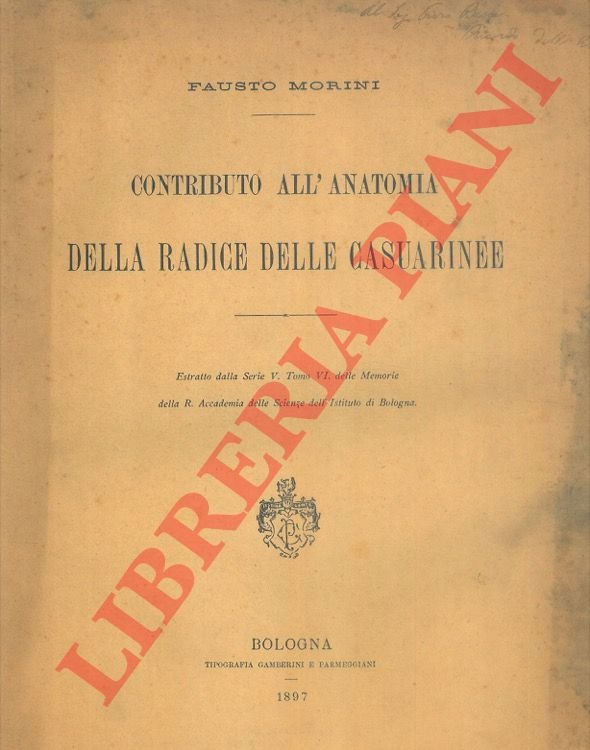 FAUSTO MORINI
CONTRIBUTO ALL'ANATOMIA
DELLA RADICE DELLE CASUARINEE
Estratto dalla Serie V. Tomo VI. delle Memorie
della R. Accademia delle Scienze dell'Istituto di Bologna.
BOLOGNA
TIPOGRAFIA GAMBERINI E PARMEGGIANI
1897
LIBRERIA PIANI